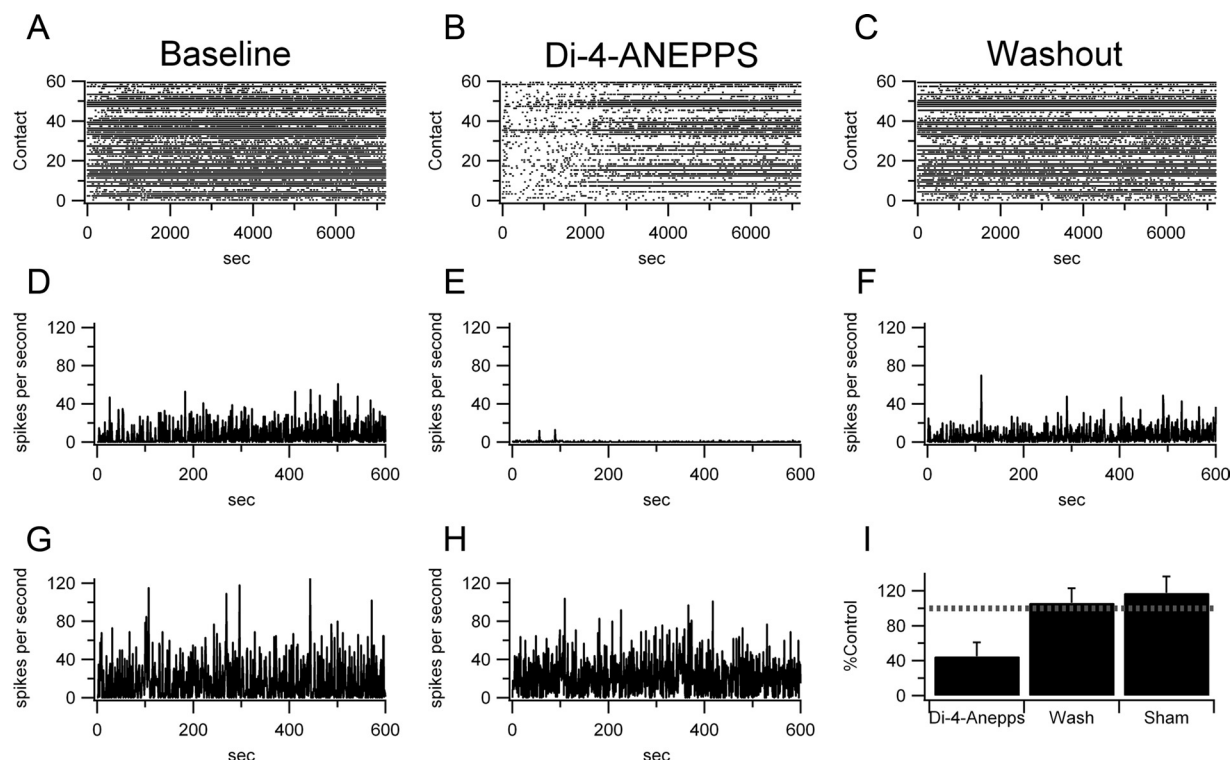 A
Baseline
B
Di-4-ANEPPS
C
Washout
60
40
20
0
Contact
0 2000 4000 6000
sec
60
40
20
0
Contact
0 2000 4000 6000
sec
60
40
20
0
Contact
0 2000 4000 6000
sec
D
120
80
40
0
spikes per second
0 200 400 600
sec
E
120
80
40
0
spikes per second
0 200 400 600
sec
F
120
80
40
0
spikes per second
0 200 400 600
sec
G
120
80
40
0
spikes per second
0 200 400 600
sec
H
120
80
40
0
spikes per second
0 200 400 600
sec
I
120
80
40
0
%Control
Di-4-Anepps Wash Sham